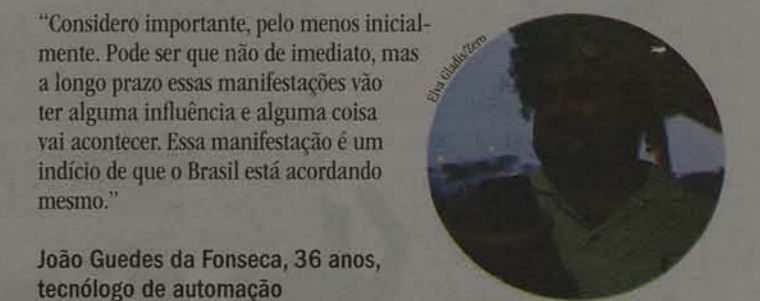 “Considero importante, pelo menos inicial-
mente. Pode ser que não de imediato, mas
a longo prazo essas manifestações vão
ter alguma influência e alguma coisa
vai acontecer. Essa manifestação é um
indício de que o Brasil está acordando
mesmo.”
João Guedes da Fonseca, 36 anos,
tecnólogo de automação
Elva Gladis/Zero